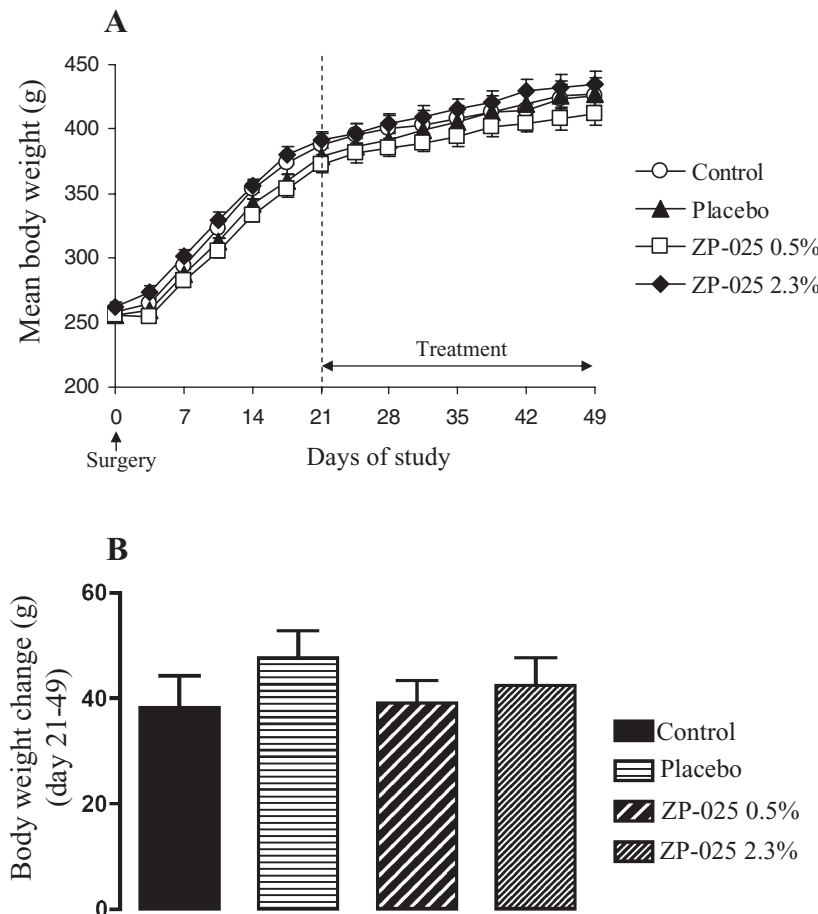 A
Mean body weight (g)
450
400
350
300
250
200
Treatment
0 7 14 21 28 35 42 49
Surgery
Days of study
Control
Placebo
ZP-025 0.5%
ZP-025 2.3%
B
Body weight change (g)
(day 21-49)
60
40
20
0
Control
Placebo
ZP-025 0.5%
ZP-025 2.3%